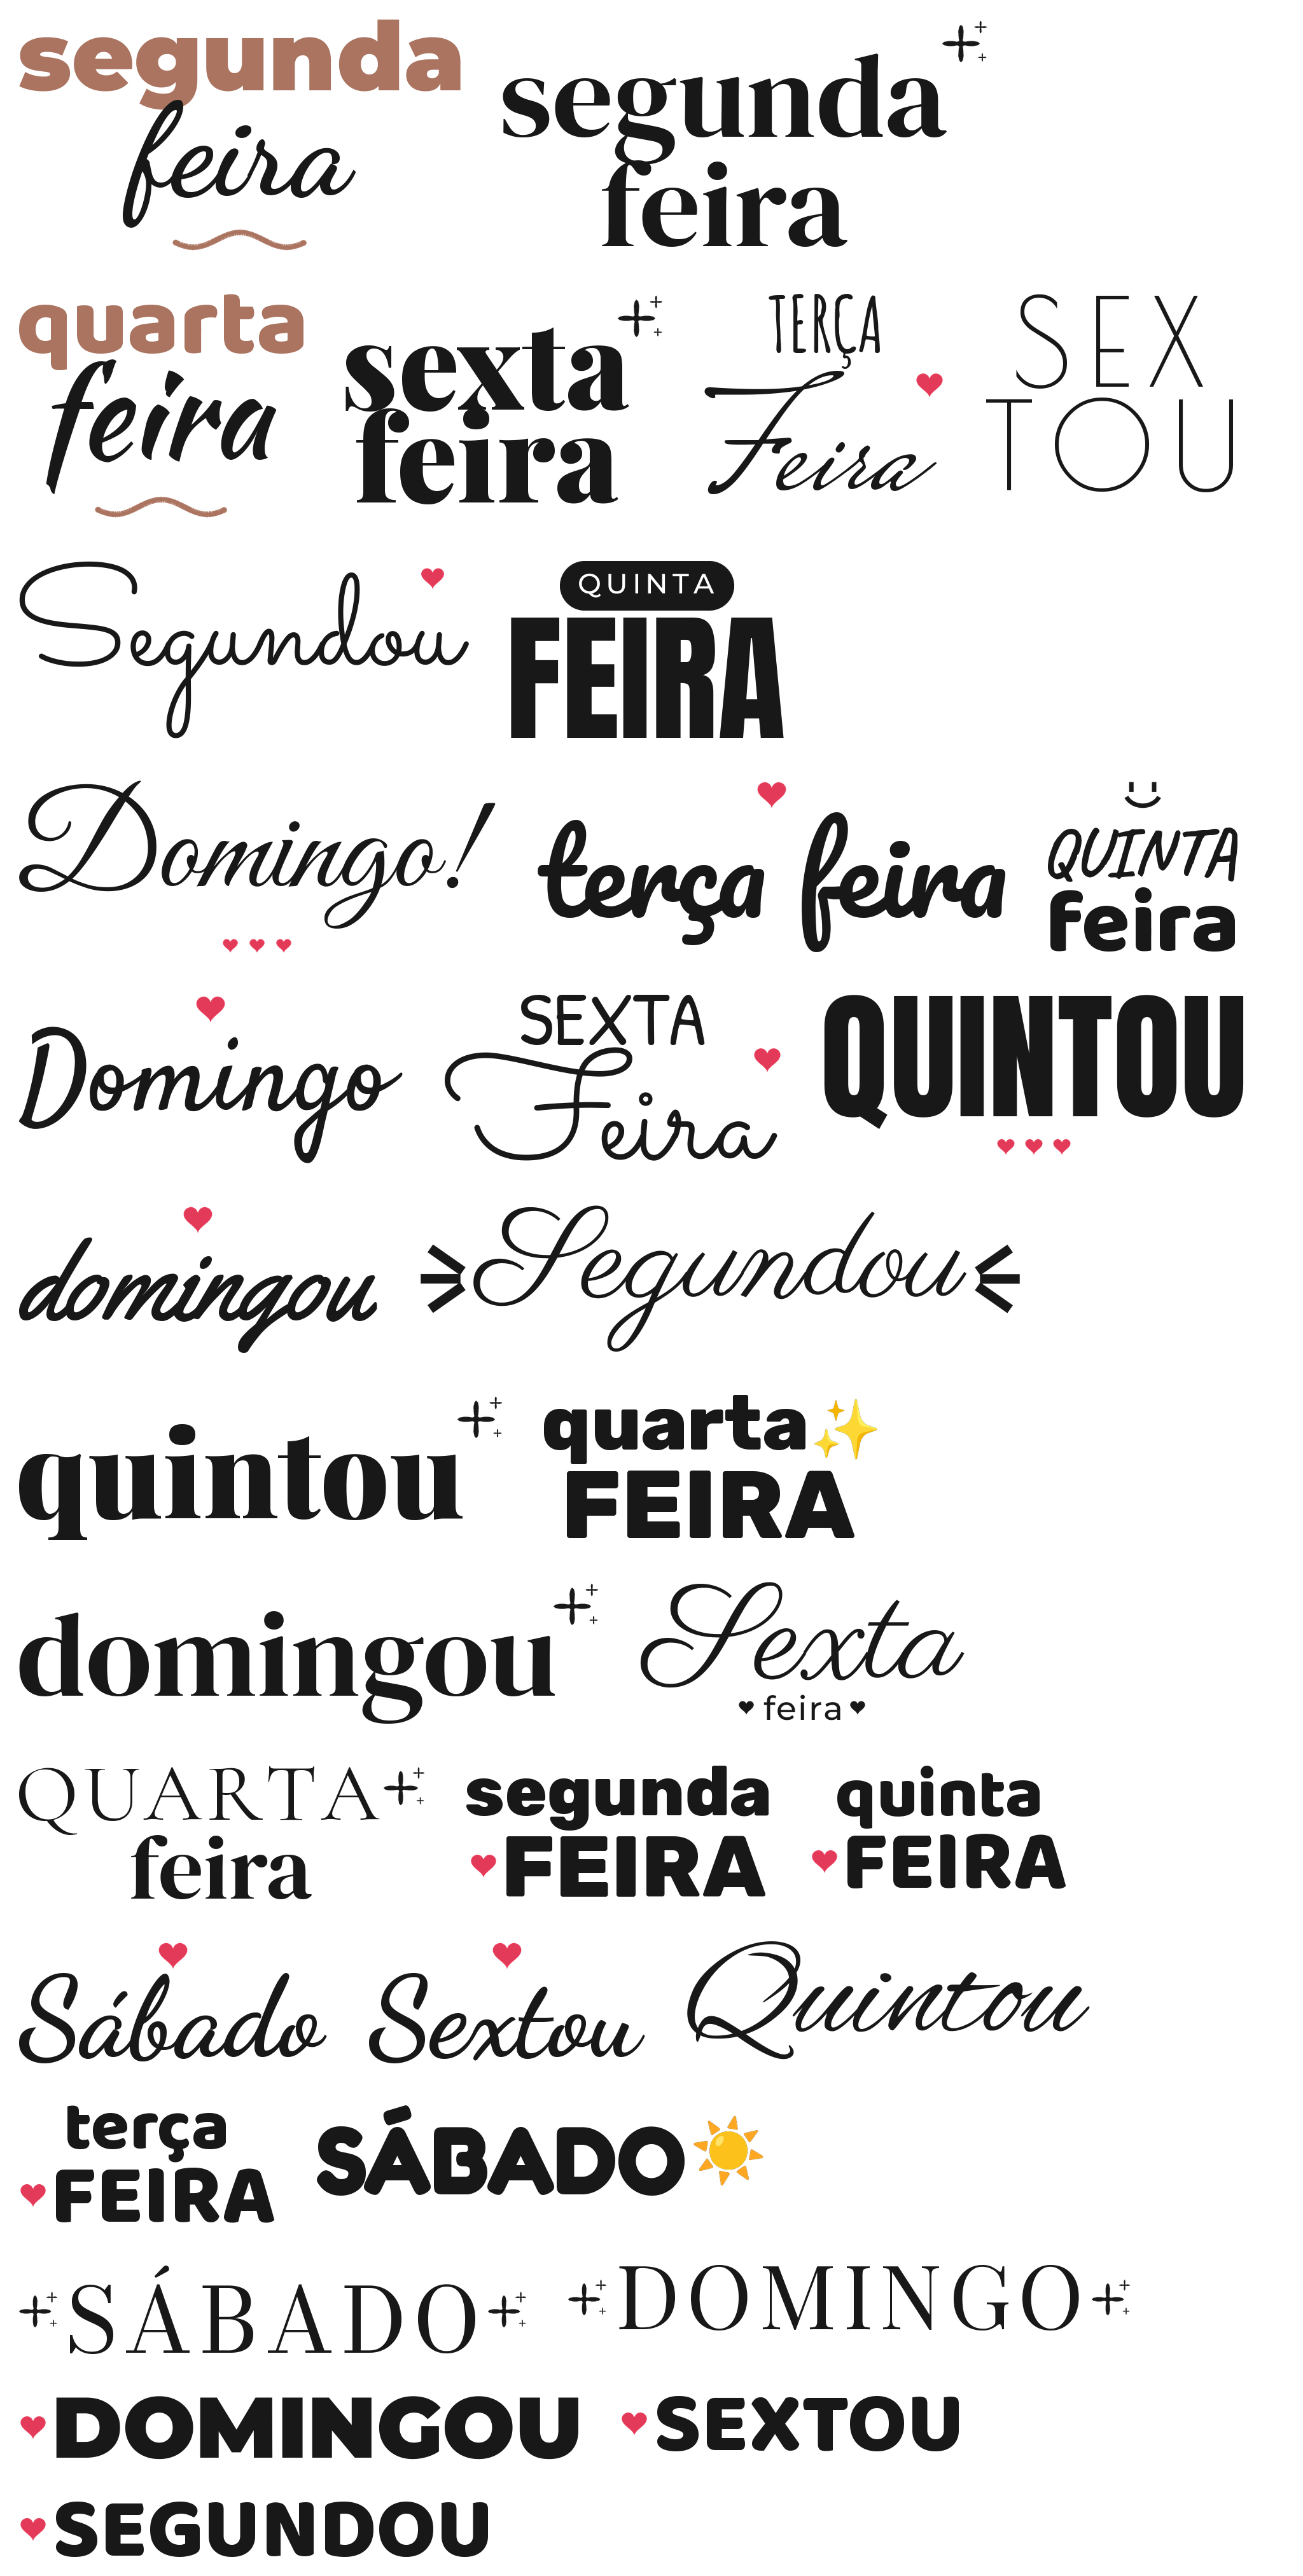 segunda
feira
segunda
feira
quarta
feira
sexta
feira
TERÇA
Feira
SEX
TOU
Segundou
QUINTA
FEIRA
Domingo!
terça feira
QUINTA
feira
Domingo
SEXTA
Feira
QUINTOU
domingou
Segundou
quintou
quarta✨
FEIRA
domingou
Sexta
feira
QUARTA
feira
segunda
FEIRA
quinta
FEIRA
Sábado
Sextou
Quintou
terça
FEIRA
SÁBADO☀️
SÁBADO
DOMINGO
DOMINGOU
SEXTOU
SEGUNDOU